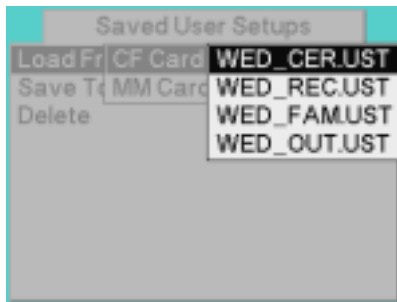 Saved User Setups
Load Fr CF Card WED_CER.UST
Save To MM Card WED_REC.UST
Delete WED_FAM.UST
WED_OUT.UST